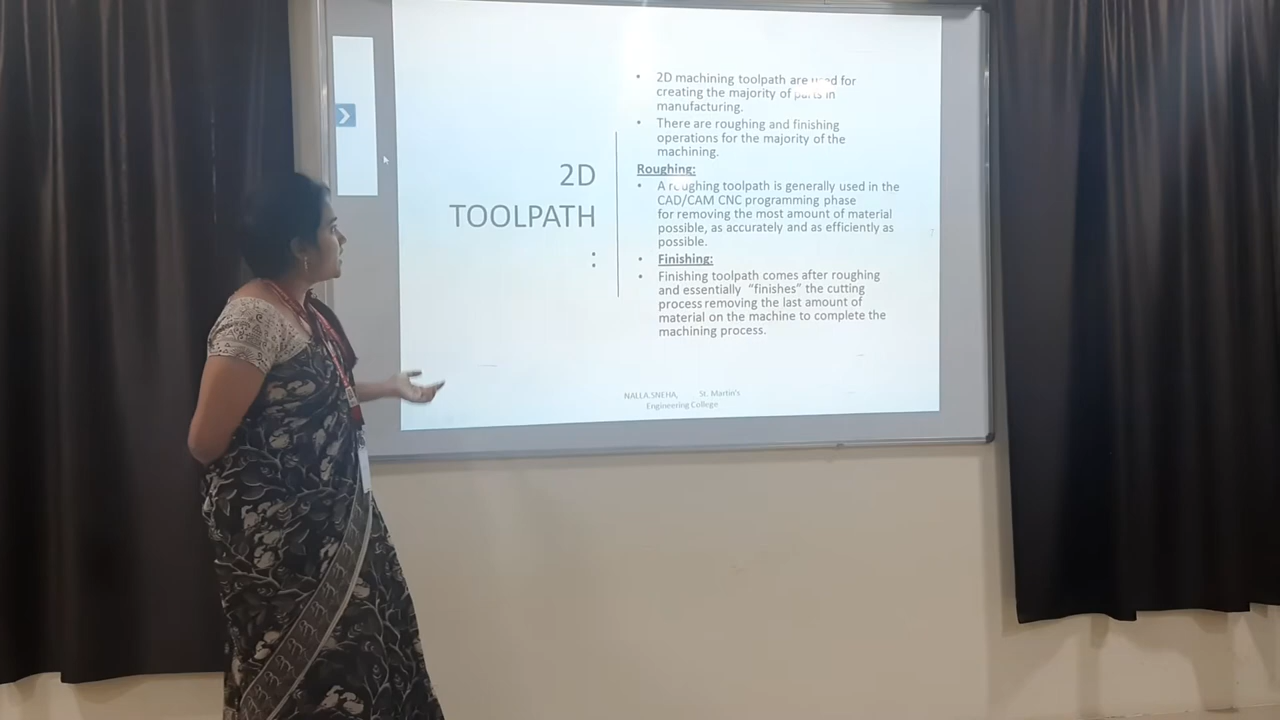 2D
TOOLPATH
:
• 2D machining toolpath are used for
creating the majority of parts in
manufacturing.
• There are roughing and finishing
operations for the majority of the
machining.
Roughing:
• A roughing toolpath is generally used in the
CAD/CAM CNC programming phase
for removing the most amount of material
possible, as accurately and as efficiently as
possible.
• Finishing:
• Finishing toolpath comes after roughing
and essentially “finishes” the cutting
process removing the last amount of
material on the machine to complete the
machining process.
NALLA.SNEHA, St. Martin's
Engineering College